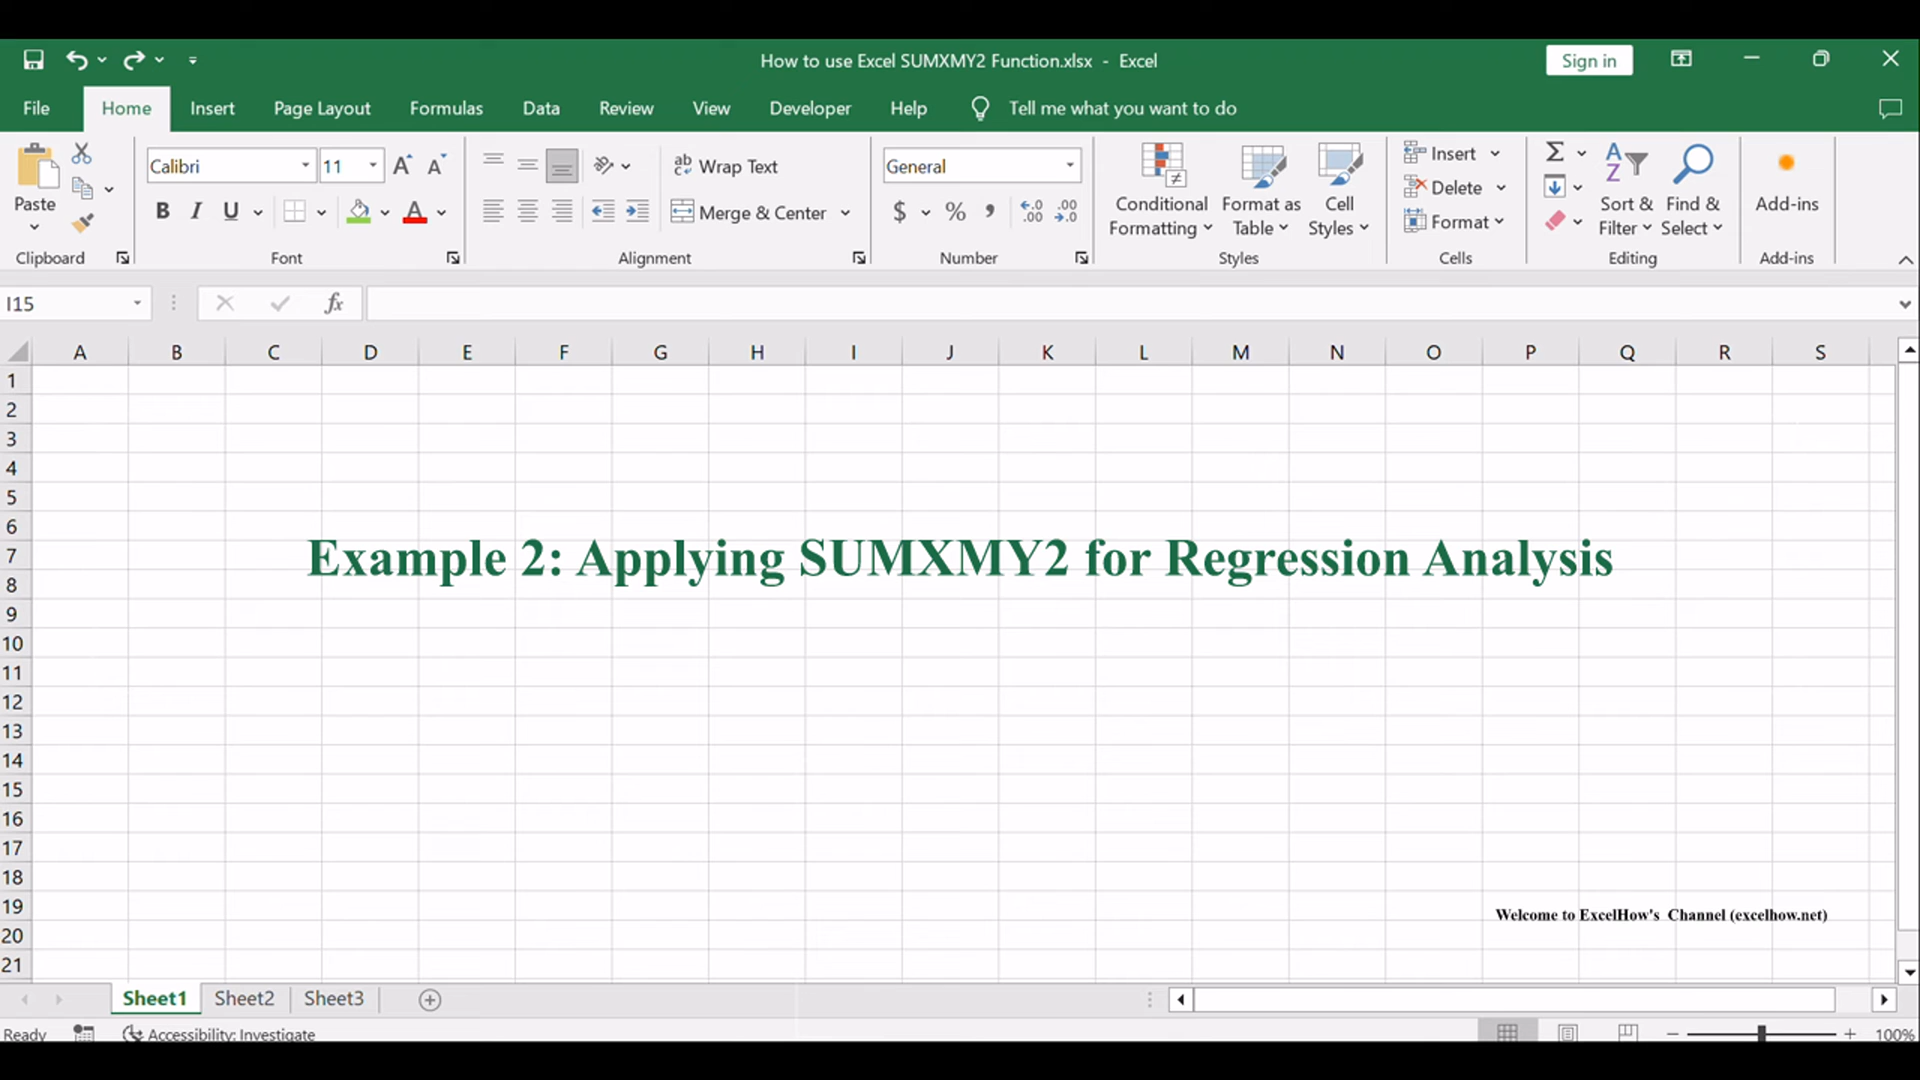 How to use Excel SUMXMY2 Function.xlsx - Excel
Sign in
File Home Insert Page Layout Formulas Data Review View Developer Help Tell me what you want to do
Paste
Clipboard
Calibri 11
B I U A
Font
ab Wrap Text
Merge & Center
Alignment
General
$ % ,
Number
Conditional Formatting
Format as Table
Cell Styles
Styles
Insert
Delete
Format
Cells
Sort & Filter
Find & Select
Editing
Add-ins
Add-ins
I15
fx
A B C D E F G H I J K L M N O P Q R S
1
2
3
4
5
6
7
8
9
10
11
12
13
14
15
16
17
18
19
20
21
Example 2: Applying SUMXMY2 for Regression Analysis
Welcome to ExcelHow's Channel (excelhow.net)
Sheet1 Sheet2 Sheet3
Ready Accessibility: Investigate 100%